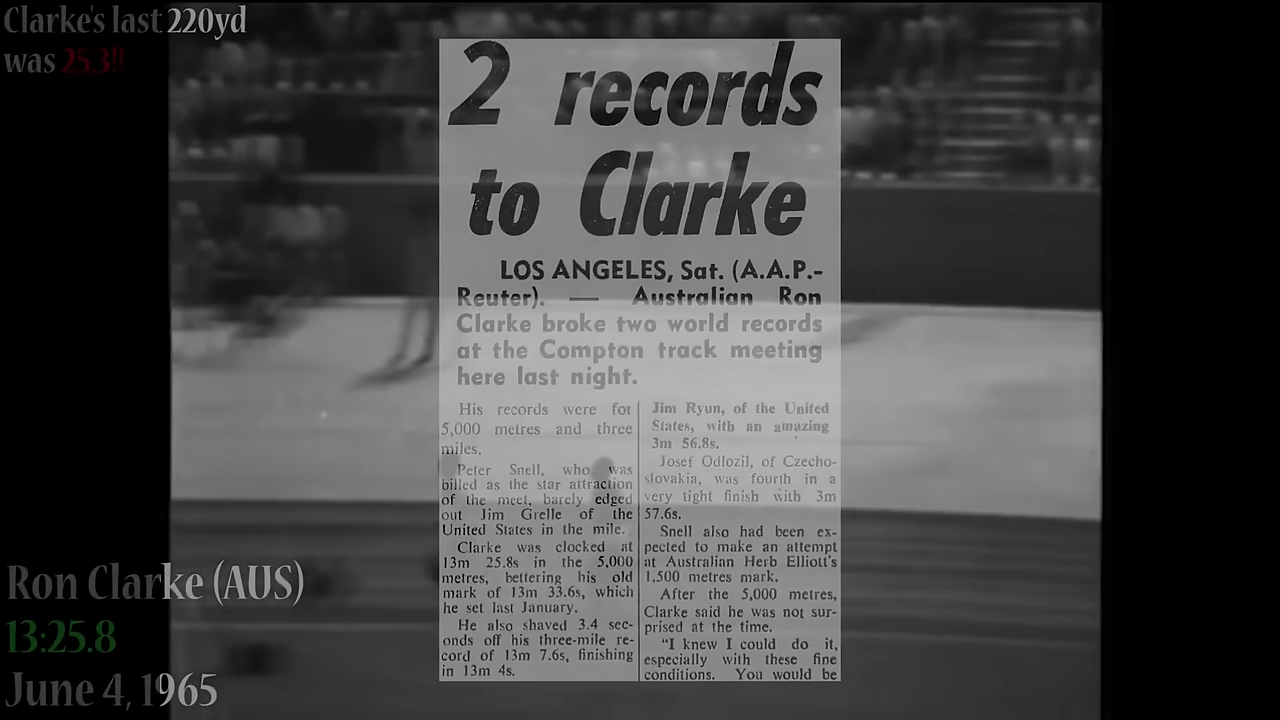 Clarke's last 220yd
was 25.3!!
2 records
to Clarke
LOS ANGELES, Sat. (A.A.P.-
Reuter). — Australian Ron
Clarke broke two world records
at the Compton track meeting
here last night.
His records were for
5,000 metres and three
miles.
Peter Snell, who was
billed as the star attraction
of the meet, barely edged
out Jim Grelle of the
United States in the mile.
Clarke was clocked at
13m 25.8s in the 5,000
metres, bettering his old
mark of 13m 33.6s, which
he set last January.
He also shaved 3.4 sec-
onds off his three-mile re-
cord of 13m 7.6s, finishing
in 13m 4s.
Jim Ryun, of the United
States, with an amazing
3m 56.8s.
Josef Odlozil, of Czecho-
slovakia, was fourth in a
very tight finish with 3m
57.6s.
Snell also had been ex-
pected to make an attempt
at Australian Herb Elliott's
1,500 metres mark.
After the 5,000 metres,
Clarke said he was not sur-
prised at the time.
"I knew I could do it,
especially with these fine
conditions. You would be
Ron Clarke (AUS)
13:25.8
June 4, 1965